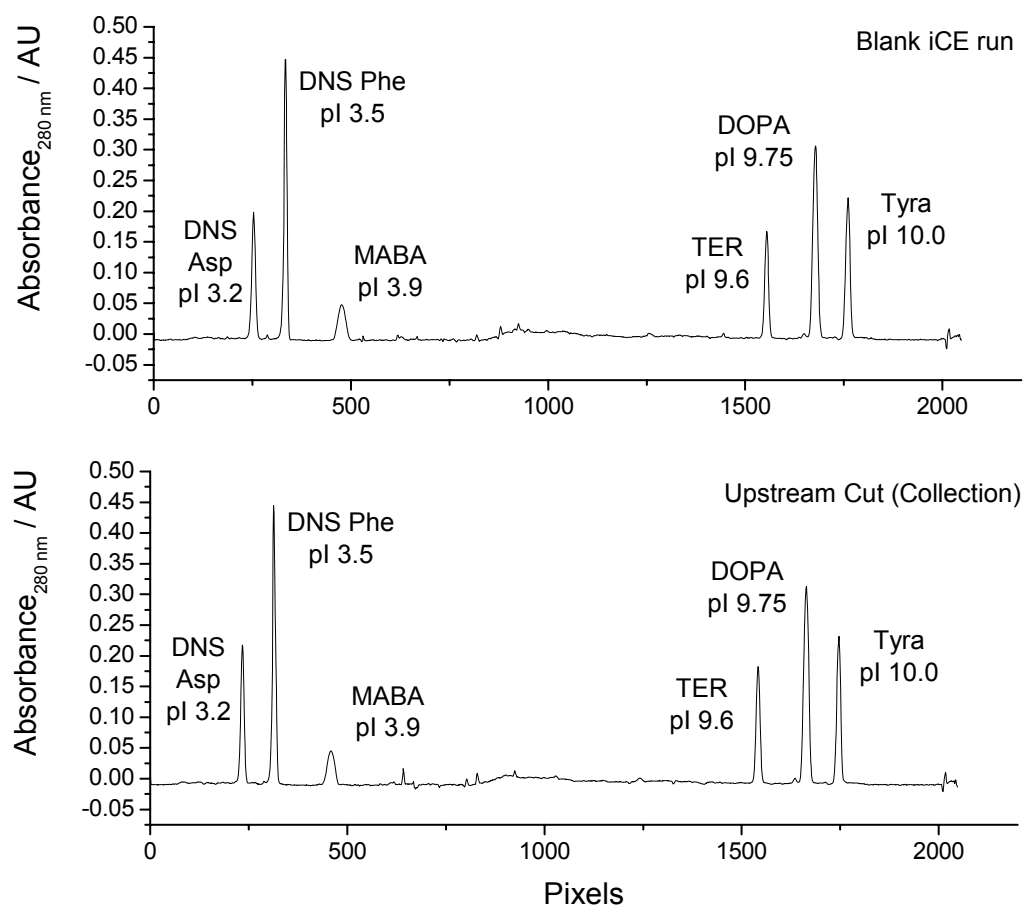 Blank iCE run
Absorbance280 nm / AU
0.50
0.45
0.40
0.35
0.30
0.25
0.20
0.15
0.10
0.05
0.00
-0.05
DNS
Asp
pI 3.2
DNS Phe
pI 3.5
MABA
pI 3.9
TER
pI 9.6
DOPA
pI 9.75
Tyra
pI 10.0
0 500 1000 1500 2000
Upstream Cut (Collection)
Absorbance280 nm / AU
0.50
0.45
0.40
0.35
0.30
0.25
0.20
0.15
0.10
0.05
0.00
-0.05
DNS
Asp
pI 3.2
DNS Phe
pI 3.5
MABA
pI 3.9
TER
pI 9.6
DOPA
pI 9.75
Tyra
pI 10.0
0 500 1000 1500 2000
Pixels